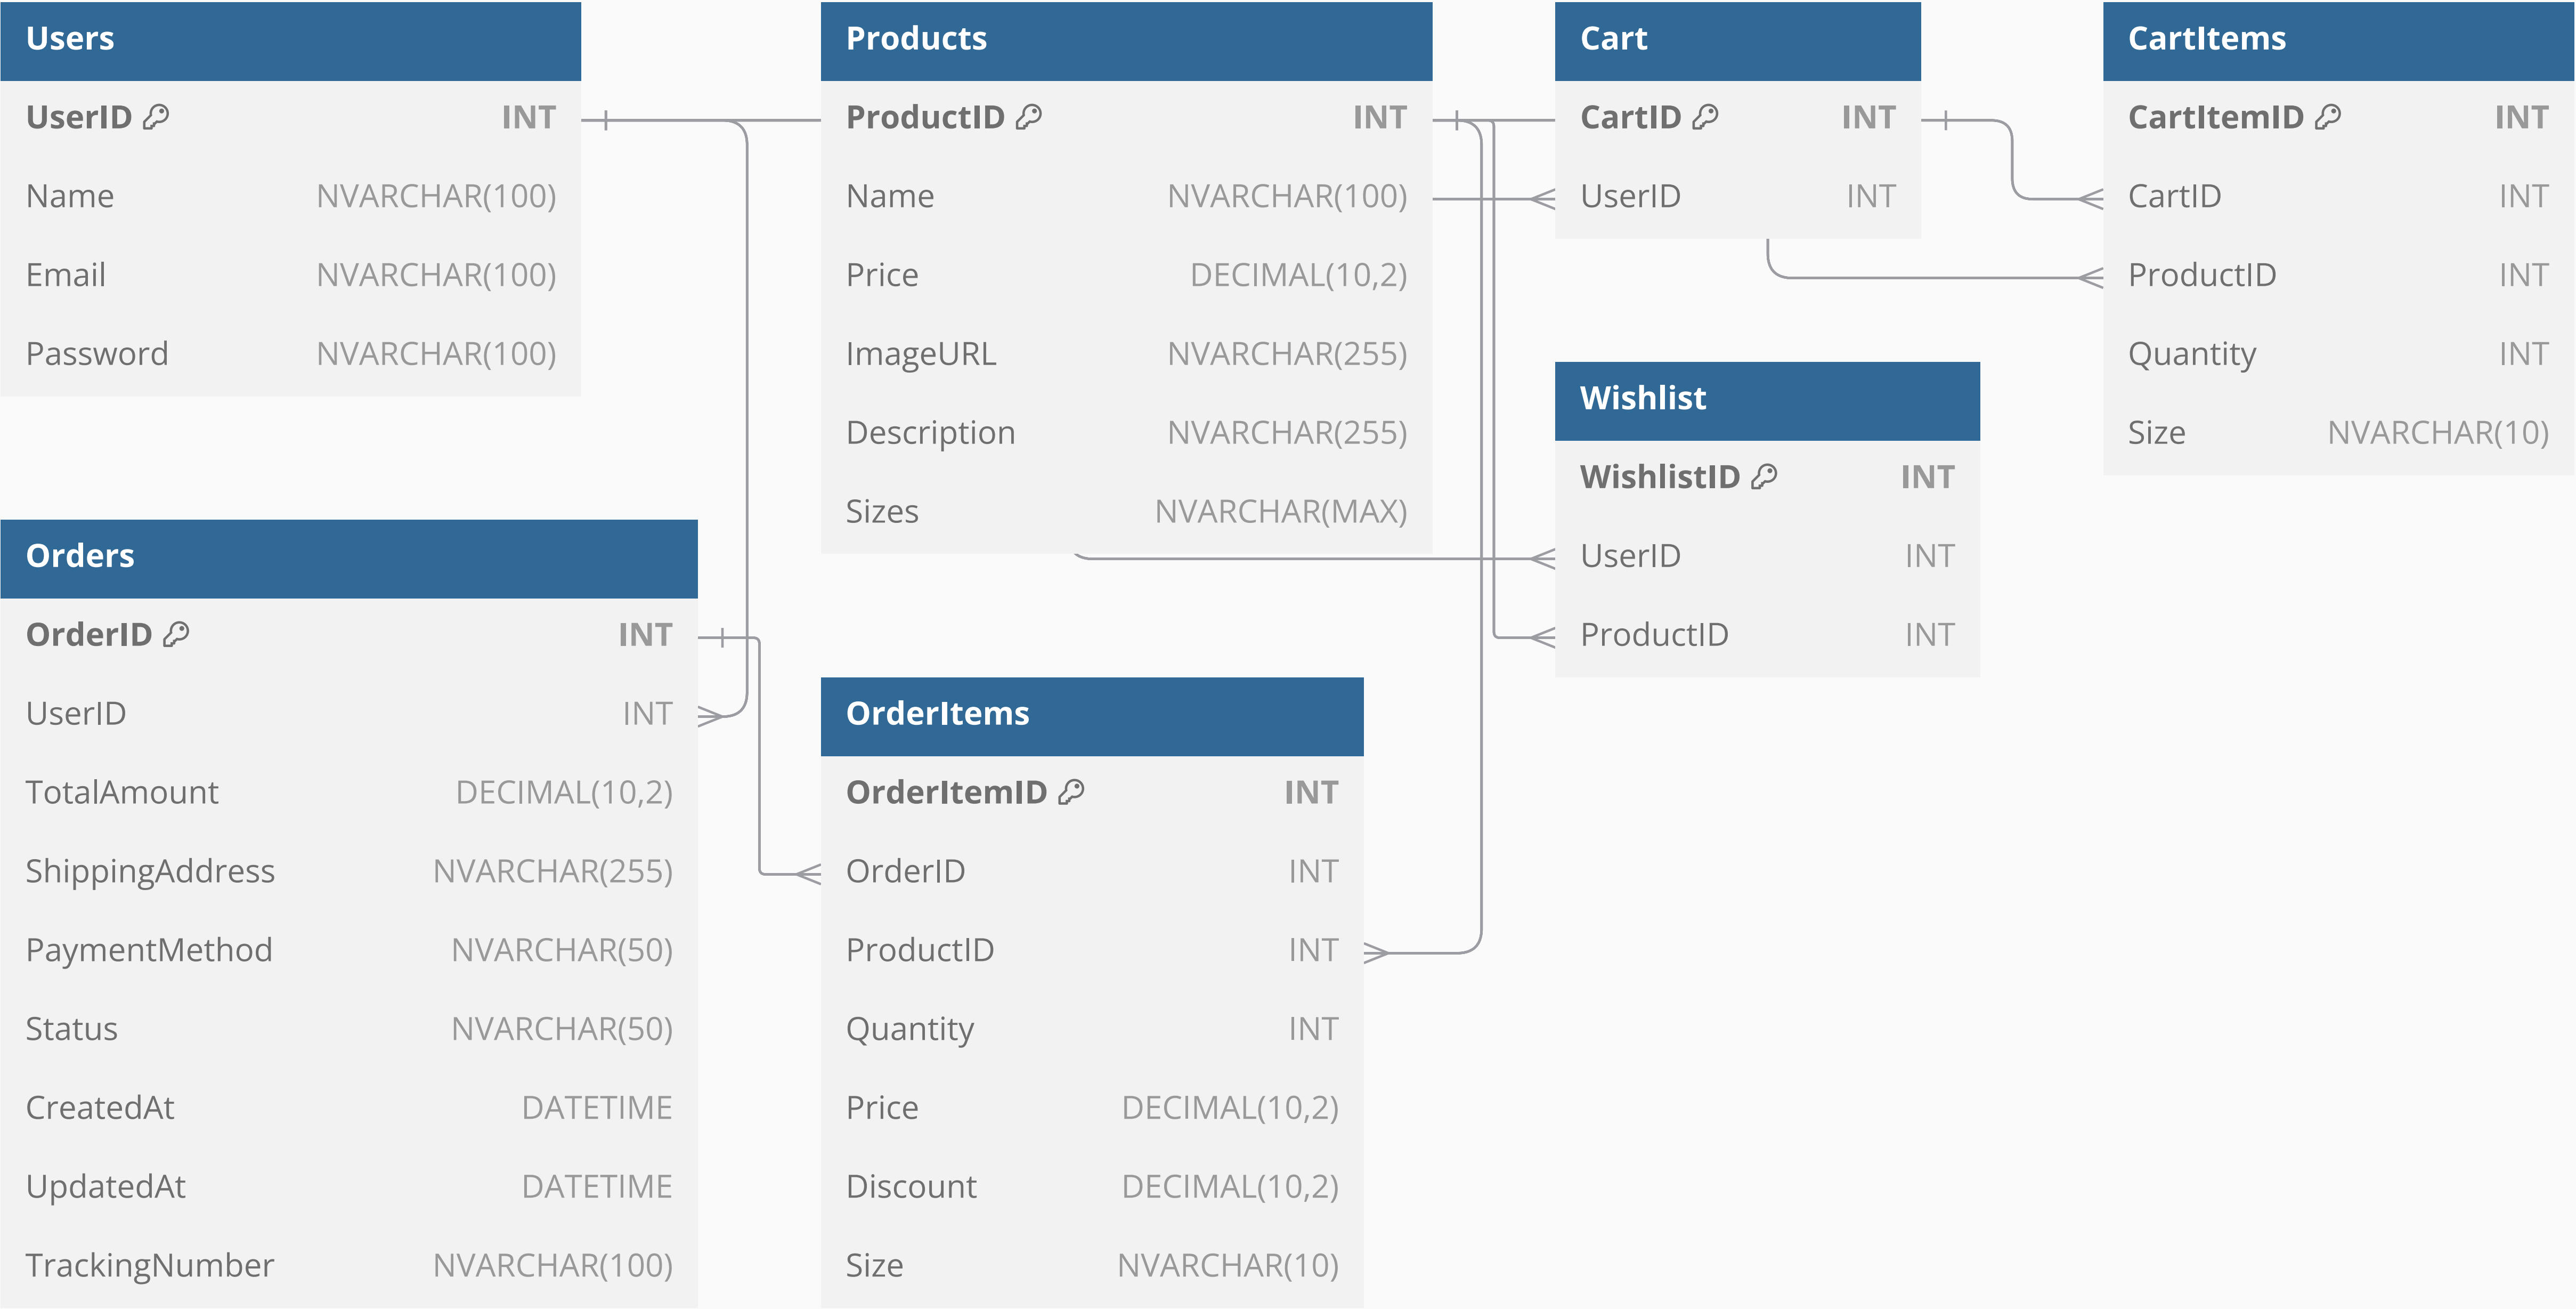 Users
UserID INT
Name NVARCHAR(100)
Email NVARCHAR(100)
Password NVARCHAR(100)
Products
ProductID INT
Name NVARCHAR(100)
Price DECIMAL(10,2)
ImageURL NVARCHAR(255)
Description NVARCHAR(255)
Sizes NVARCHAR(MAX)
Cart
CartID INT
UserID INT
CartItems
CartItemID INT
CartID INT
ProductID INT
Quantity INT
Size NVARCHAR(10)
Wishlist
WishlistID INT
UserID INT
ProductID INT
Orders
OrderID INT
UserID INT
TotalAmount DECIMAL(10,2)
ShippingAddress NVARCHAR(255)
PaymentMethod NVARCHAR(50)
Status NVARCHAR(50)
CreatedAt DATETIME
UpdatedAt DATETIME
TrackingNumber NVARCHAR(100)
OrderItems
OrderItemID INT
OrderID INT
ProductID INT
Quantity INT
Price DECIMAL(10,2)
Discount DECIMAL(10,2)
Size NVARCHAR(10)